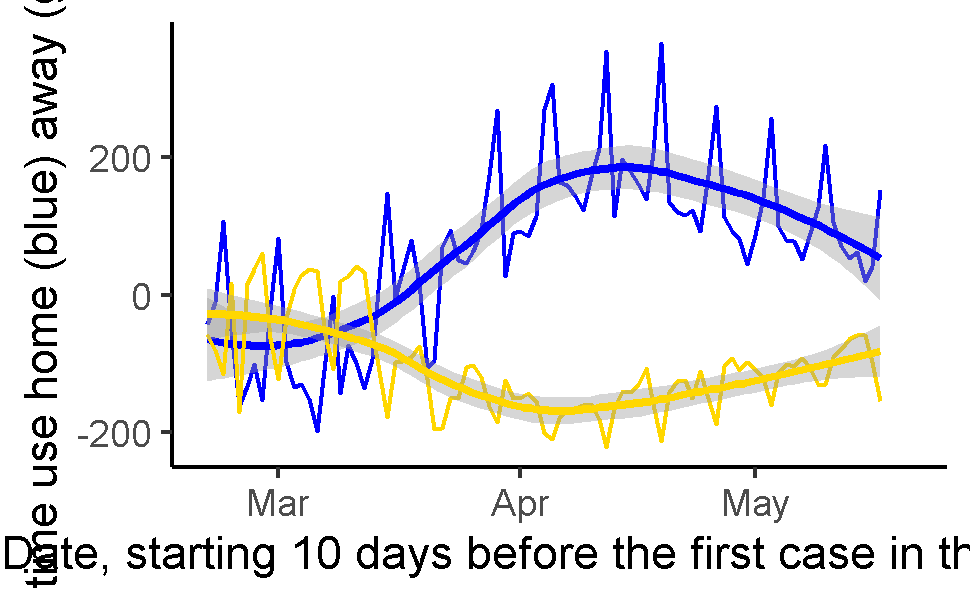 time use home (blue) away (
200
0
-200
Mar Apr May
Date, starting 10 days before the first case in th